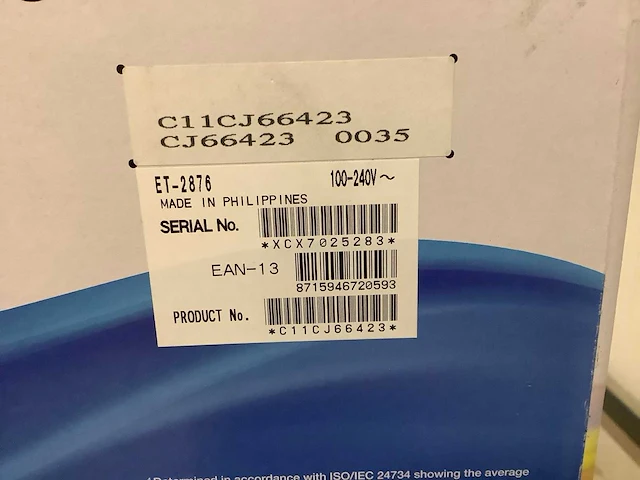 C11CJ66423
CJ66423 0035
ET-2876 100-240V～
MADE IN PHILIPPINES
SERIAL No.
*XCX7025283*
EAN-13
8715946720593
PRODUCT No.
*C11CJ66423*
Determined in accordance with ISO/IEC 24734 showing the average